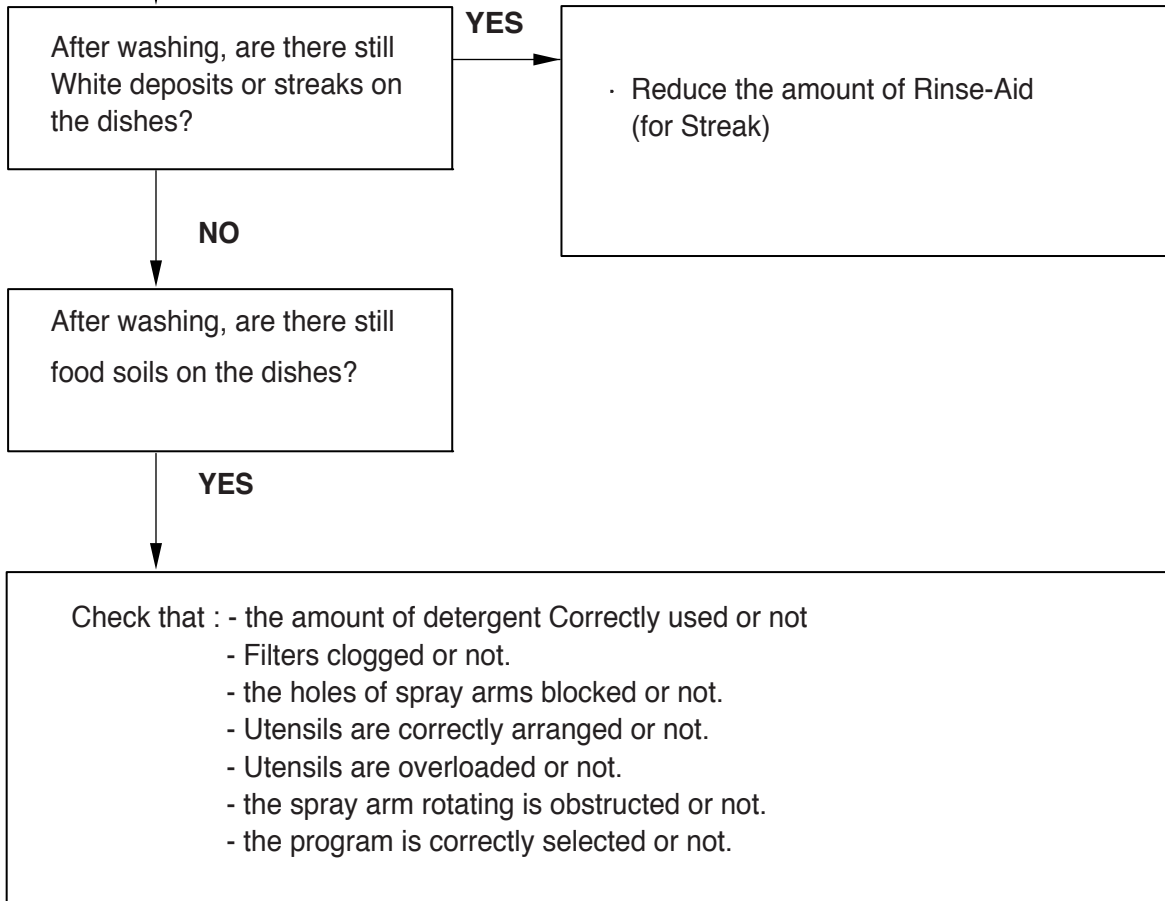 After washing, are there still
White deposits or streaks on
the dishes?
YES
· Reduce the amount of Rinse-Aid
(for Streak)
NO
After washing, are there still
food soils on the dishes?
YES
Check that : - the amount of detergent Correctly used or not
- Filters clogged or not.
- the holes of spray arms blocked or not.
- Utensils are correctly arranged or not.
- Utensils are overloaded or not.
- the spray arm rotating is obstructed or not.
- the program is correctly selected or not.